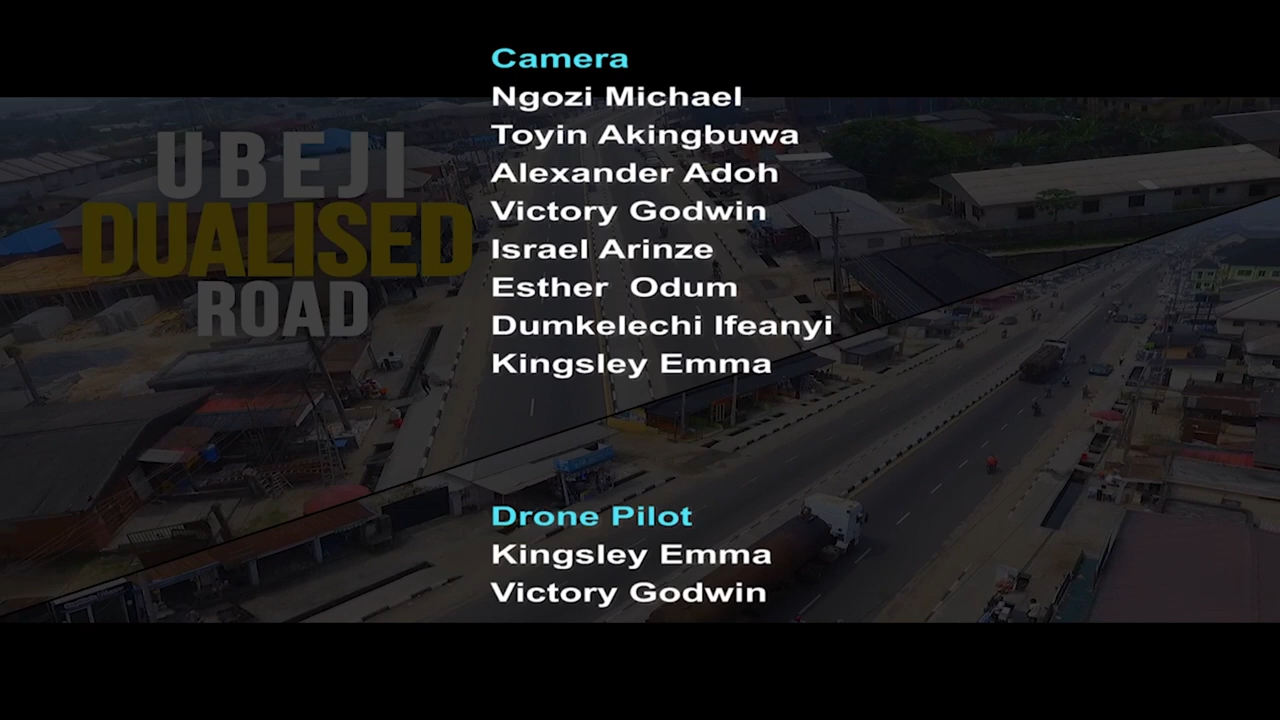 Camera
Ngozi Michael
Toyin Akingbuwa
Alexander Adoh
Victory Godwin
Israel Arinze
Esther  Odum
Dumkelechi Ifeanyi
Kingsley Emma
Drone Pilot
Kingsley Emma
Victory Godwin
UBEJI
DUALISED
ROAD